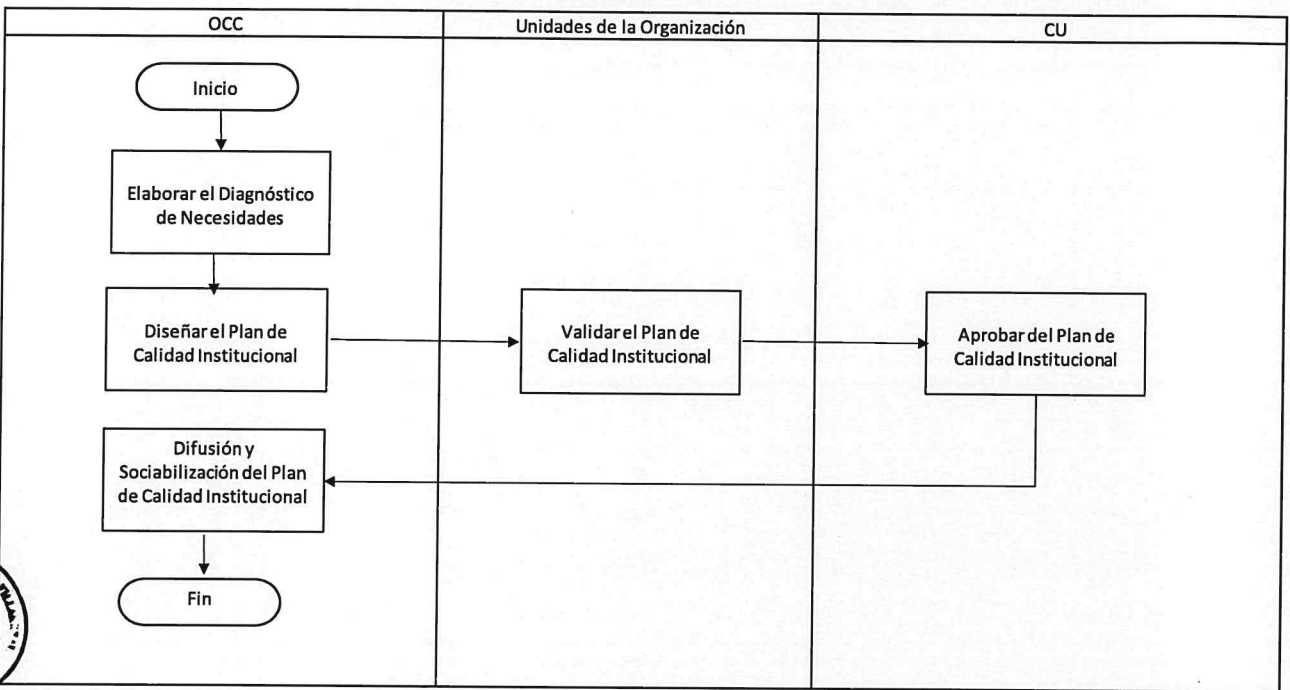 OCC
Unidades de la Organización
CU
Inicio
Elaborar el Diagnóstico
de Necesidades
Diseñar el Plan de
Calidad Institucional
Validar el Plan de
Calidad Institucional
Aprobar del Plan de
Calidad Institucional
Difusión y
Sociabilización del Plan
de Calidad Institucional
Fin